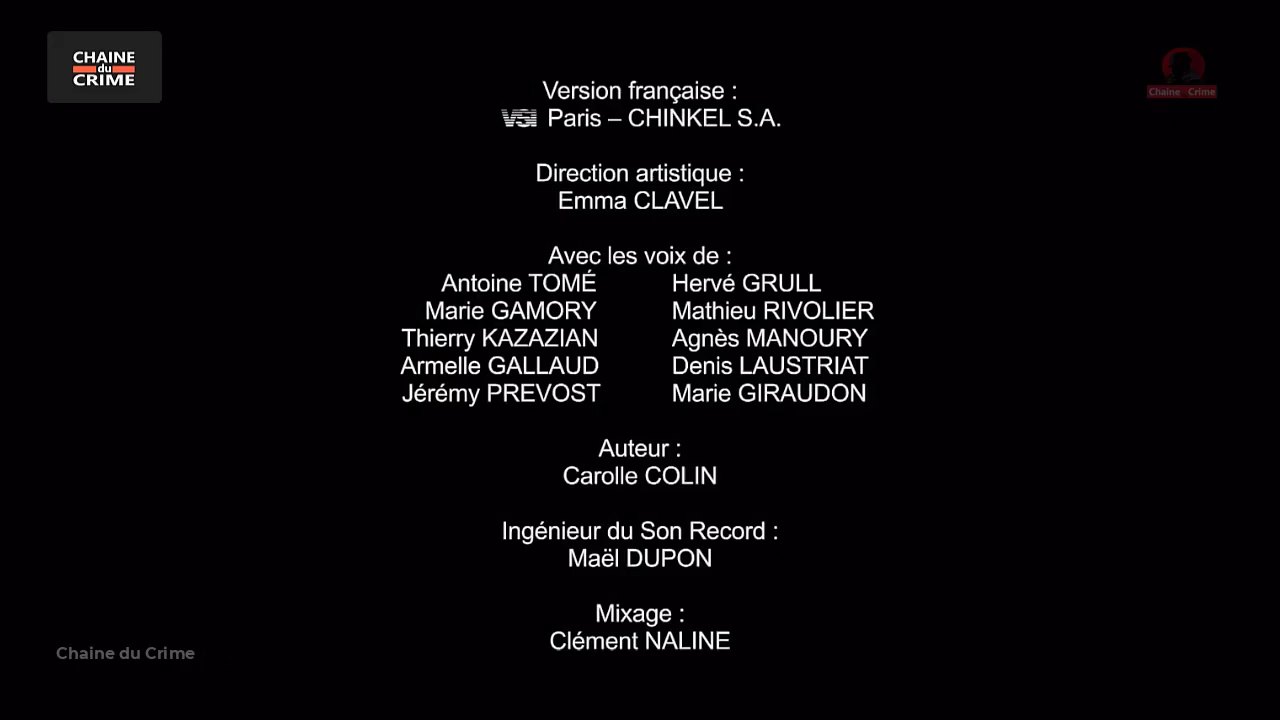 CHAINE
du
CRIME
Chaine Crime
Version française :
VSI Paris – CHINKEL S.A.
Direction artistique :
Emma CLAVEL
Avec les voix de :
Antoine TOMÉ Hervé GRULL
Marie GAMORY Mathieu RIVOLIER
Thierry KAZAZIAN Agnès MANOURY
Armelle GALLAUD Denis LAUSTRIAT
Jérémy PREVOST Marie GIRAUDON
Auteur :
Carolle COLIN
Ingénieur du Son Record :
Maël DUPON
Mixage :
Clément NALINE
Chaine du Crime